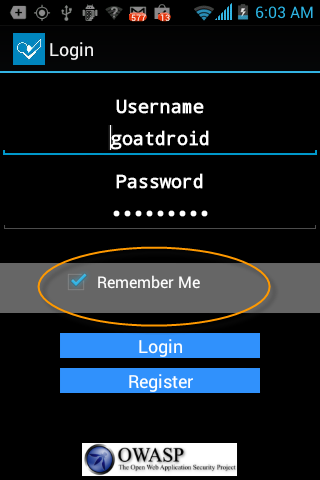 577
13
6:03 AM
Login
Username
goatdroid
Password
Remember Me
Login
Register
OWASP
The Open Web Application Security Project